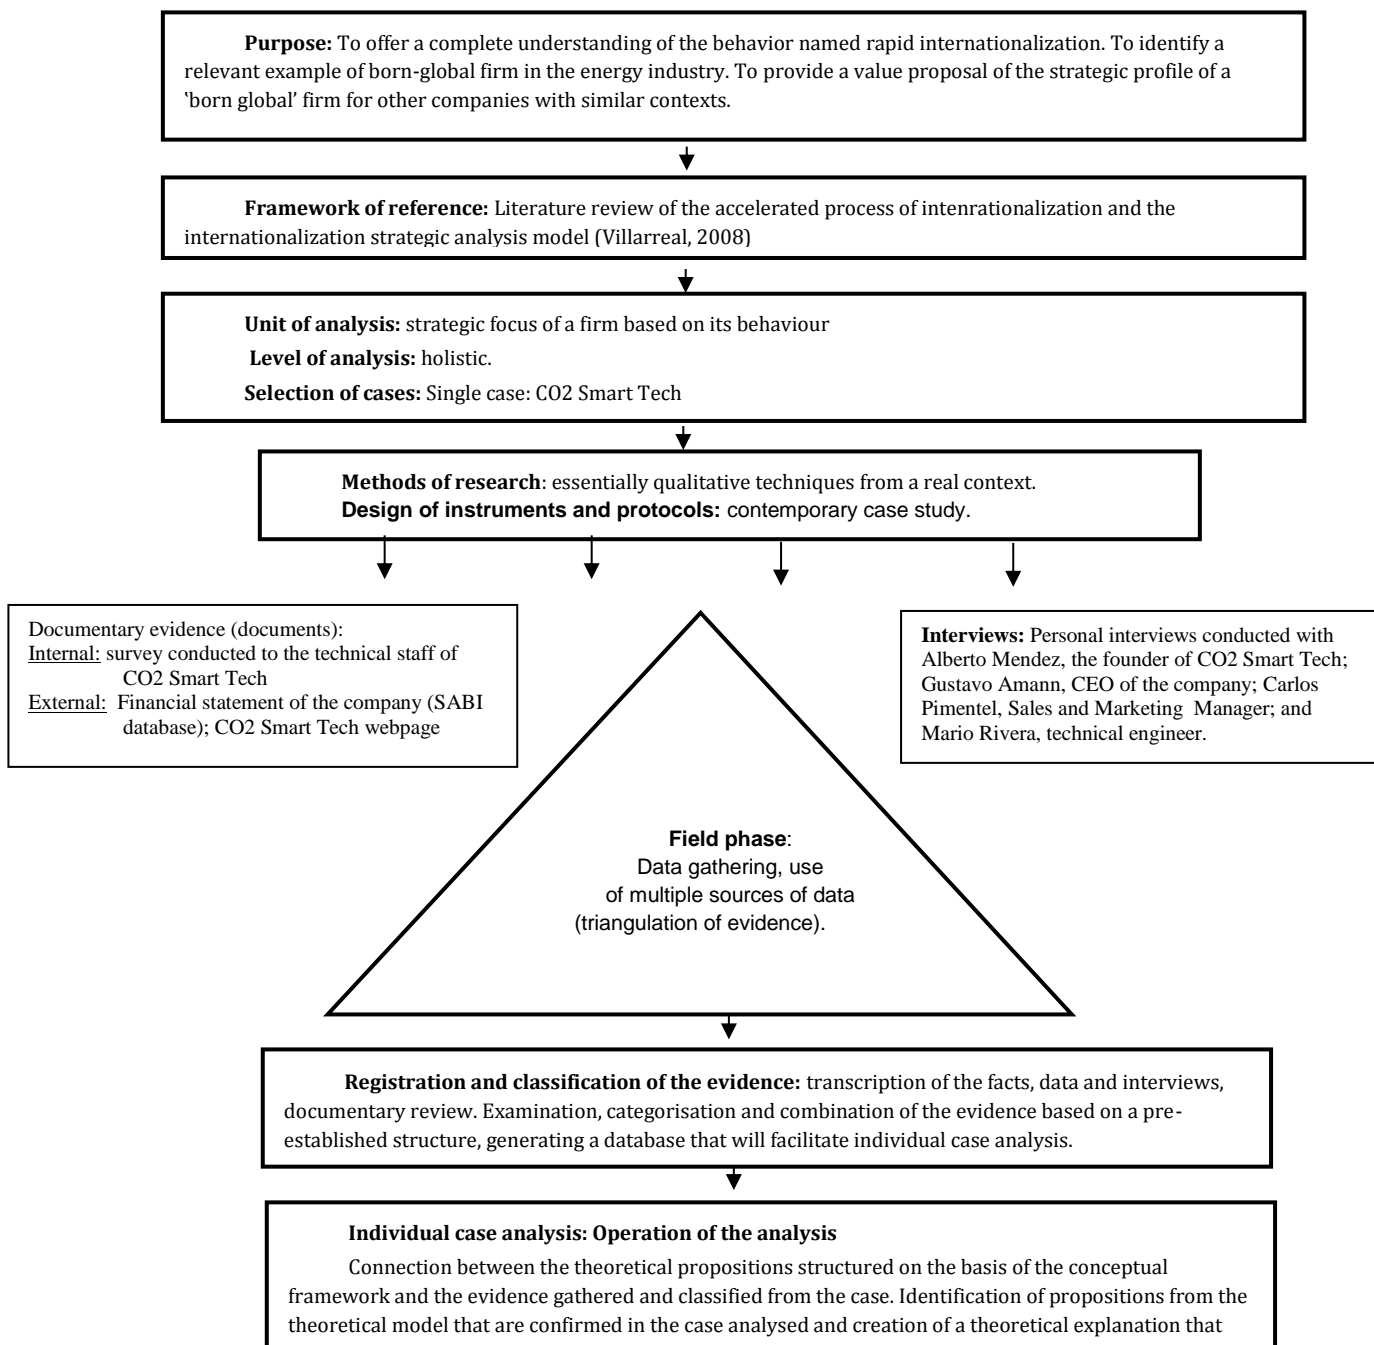 Purpose: To offer a complete understanding of the behavior named rapid internationalization. To identify a
relevant example of born-global firm in the energy industry. To provide a value proposal of the strategic profile of a
‘born global’ firm for other companies with similar contexts.
Framework of reference: Literature review of the accelerated process of intenrationalization and the
internationalization strategic analysis model (Villarreal, 2008)
Unit of analysis: strategic focus of a firm based on its behaviour
Level of analysis: holistic.
Selection of cases: Single case: CO2 Smart Tech
Methods of research: essentially qualitative techniques from a real context.
Design of instruments and protocols: contemporary case study.
Documentary evidence (documents):
Internal: survey conducted to the technical staff of
CO2 Smart Tech
External: Financial statement of the company (SABI
database); CO2 Smart Tech webpage
Interviews: Personal interviews conducted with
Alberto Mendez, the founder of CO2 Smart Tech;
Gustavo Amann, CEO of the company; Carlos
Pimentel, Sales and Marketing Manager; and
Mario Rivera, technical engineer.
Field phase:
Data gathering, use
of multiple sources of data
(triangulation of evidence).
Registration and classification of the evidence: transcription of the facts, data and interviews,
documentary review. Examination, categorisation and combination of the evidence based on a pre-
established structure, generating a database that will facilitate individual case analysis.
Individual case analysis: Operation of the analysis
Connection between the theoretical propositions structured on the basis of the conceptual
framework and the evidence gathered and classified from the case. Identification of propositions from the
theoretical model that are confirmed in the case analysed and creation of a theoretical explanation that